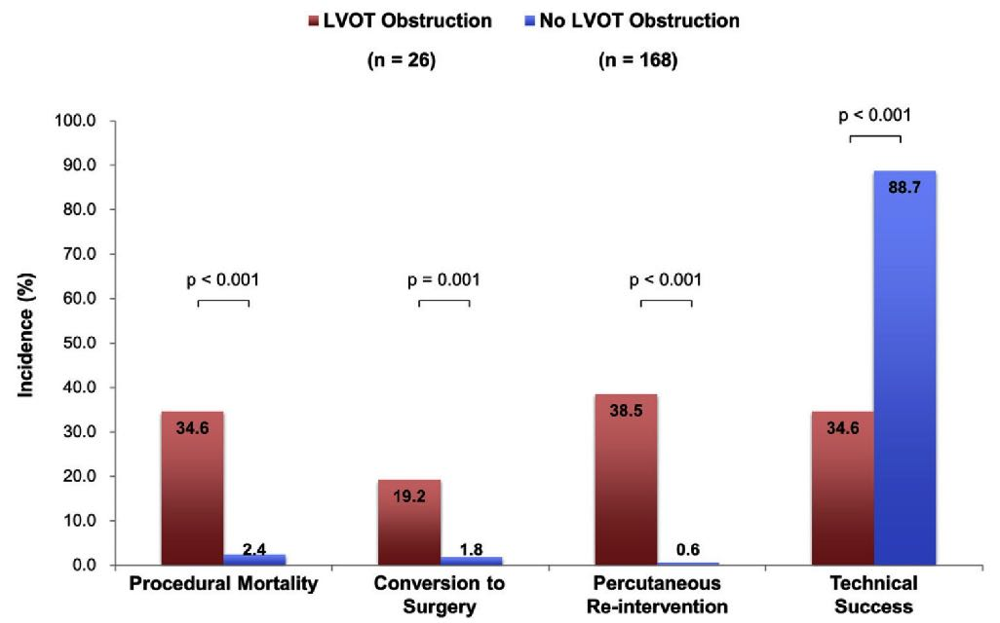 LVOT Obstruction No LVOT Obstruction
(n = 26) (n = 168)
Incidence (%)
100.0
90.0
80.0
70.0
60.0
50.0
40.0
30.0
20.0
10.0
0.0
p < 0.001
34.6
2.4
Procedural Mortality
p = 0.001
19.2
1.8
Conversion to
Surgery
p < 0.001
38.5
0.6
Percutaneous
Re-intervention
p < 0.001
34.6
88.7
Technical
Success